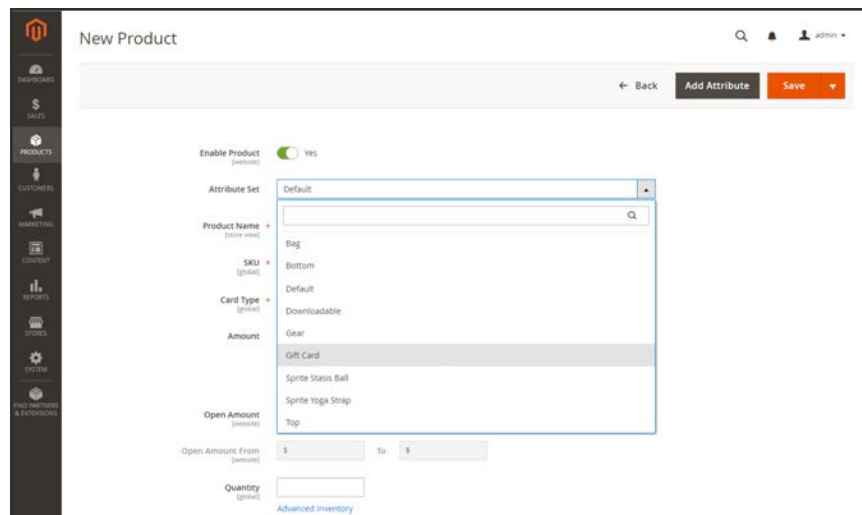 New Product
admin
DASHBOARD
SALES
PRODUCTS
CUSTOMERS
MARKETING
CONTENT
REPORTS
STORES
SYSTEM
FIND PARTNERS
& EXTENSIONS
← Back
Add Attribute
Save
Enable Product
[website]
Yes
Attribute Set
Default
Product Name *
[store view]
SKU *
[global]
Card Type *
[global]
Amount
Bag
Bottom
Default
Downloadable
Gear
Gift Card
Sprite Stasis Ball
Sprite Yoga Strap
Top
Open Amount
[website]
Open Amount From
[website]
$
To
$
Quantity
[global]
Advanced Inventory